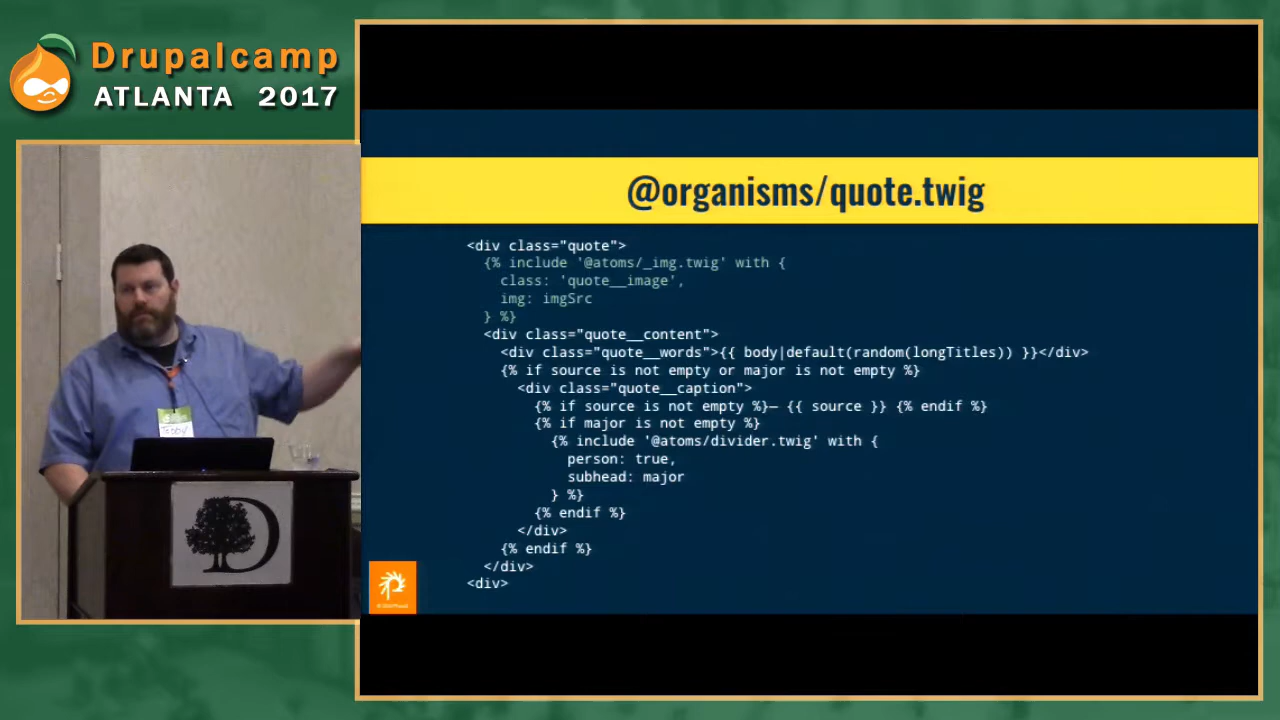 Drupalcamp
ATLANTA 2017
@organisms/quote.twig
<div class="quote">
{% include '@atoms/_img.twig' with {
class: 'quote__image',
img: imgSrc
} %}
<div class="quote__content">
<div class="quote__words">{{ body|default(random(longTitles)) }}</div>
{% if source is not empty or major is not empty %}
<div class="quote__caption">
{% if source is not empty %}— {{ source }} {% endif %}
{% if major is not empty %}
{% include '@atoms/divider.twig' with {
person: true,
subhead: major
} %}
{% endif %}
</div>
{% endif %}
</div>
<div>
D